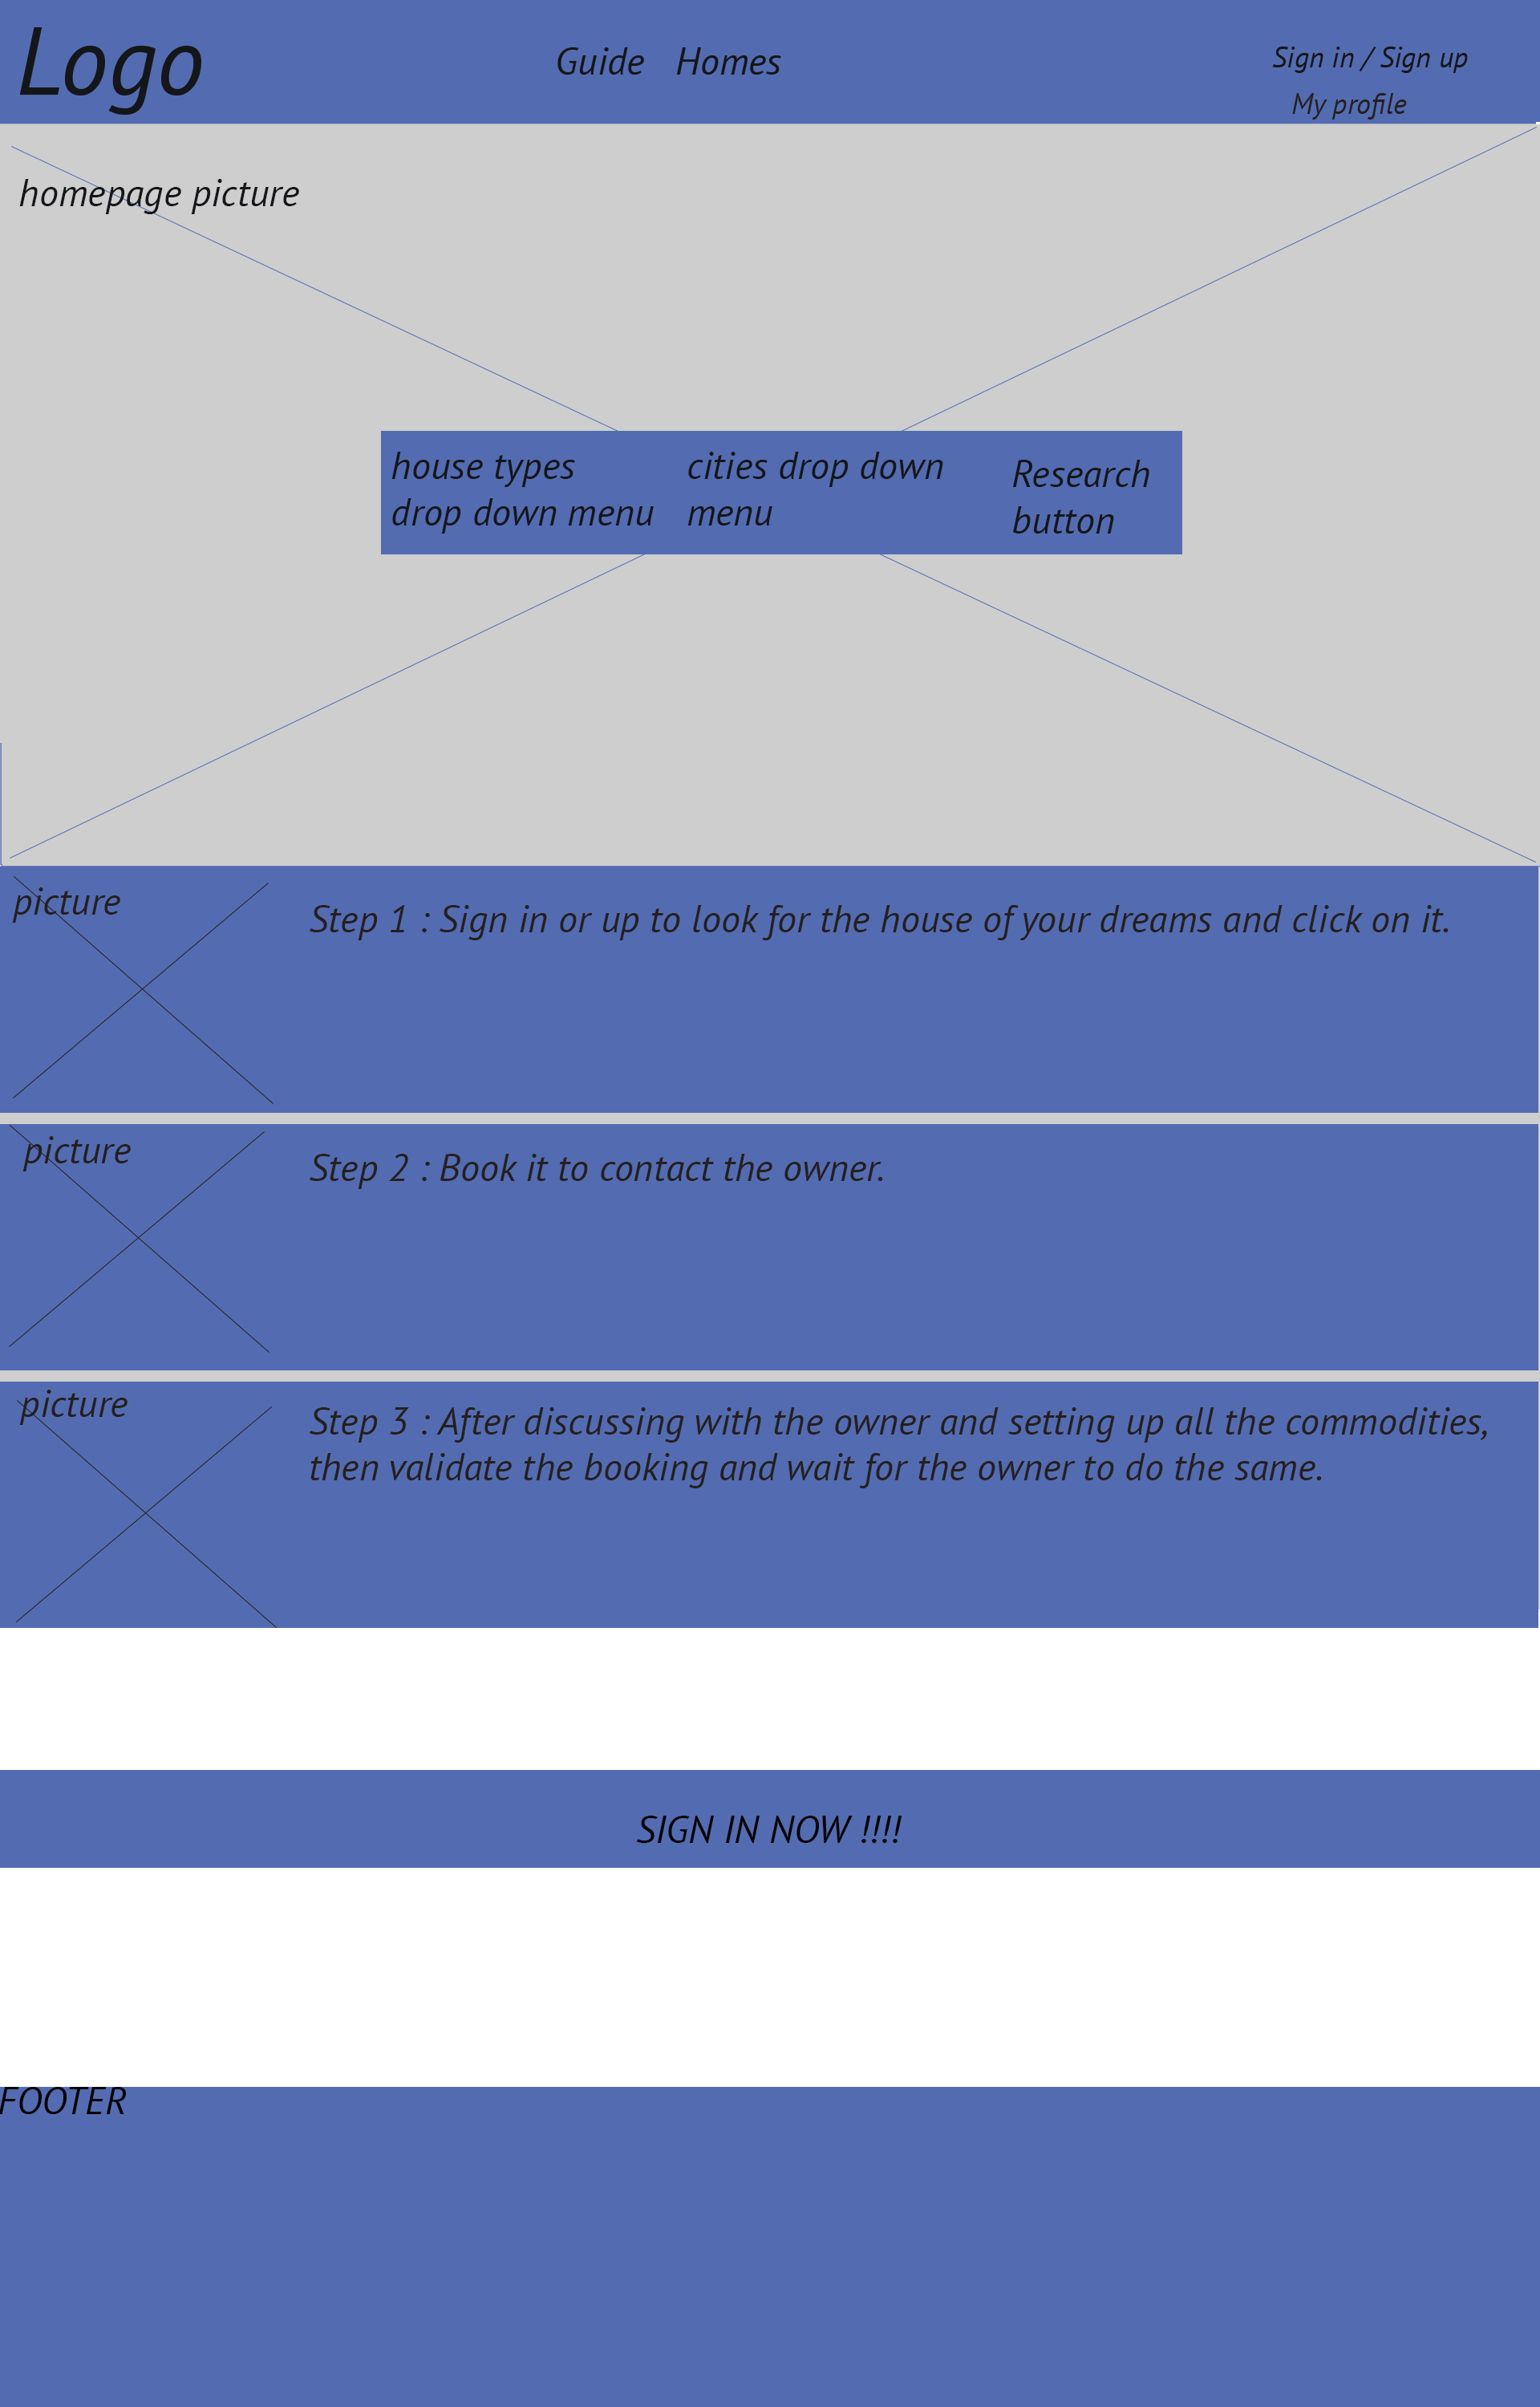 Logo
Guide Homes
Sign in / Sign up
My profile
homepage picture
house types
drop down menu
cities drop down
menu
Research
button
picture
Step 1 : Sign in or up to look for the house of your dreams and click on it.
picture
Step 2 : Book it to contact the owner.
picture
Step 3 : After discussing with the owner and setting up all the commodities,
then validate the booking and wait for the owner to do the same.
SIGN IN NOW !!!!
FOOTER